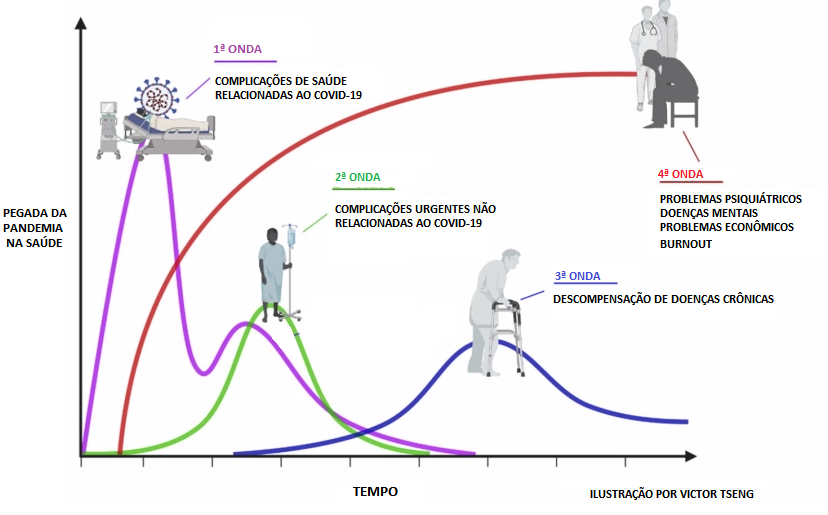 1ª ONDA
COMPLICAÇÕES DE SAÚDE
RELACIONADAS AO COVID-19
2ª ONDA
COMPLICAÇÕES URGENTES NÃO
RELACIONADAS AO COVID-19
4ª ONDA
PROBLEMAS PSIQUIÁTRICOS
DOENÇAS MENTAIS
PROBLEMAS ECONÔMICOS
BURNOUT
PEGADA DA
PANDEMIA
NA SAÚDE
3ª ONDA
DESCOMPENSAÇÃO DE DOENÇAS CRÔNICAS
TEMPO
ILUSTRAÇÃO POR VICTOR TSENG